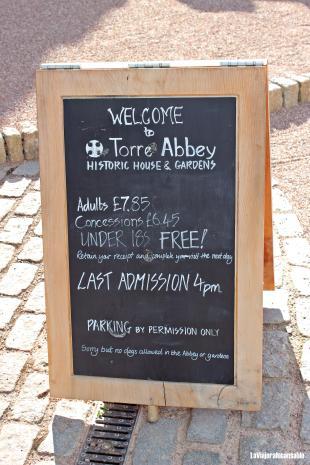 WELCOME
to
Torre Abbey
HISTORIC HOUSE & GARDENS
Adults £7.85
Concessions £6.45
UNDER 18s FREE!
Retain your receipt and complete your visit the next day
LAST ADMISSION 4pm
PARKING BY PERMISSION ONLY
Sorry but no dogs allowed in the Abbey or gardens
LaViajeraIncansable